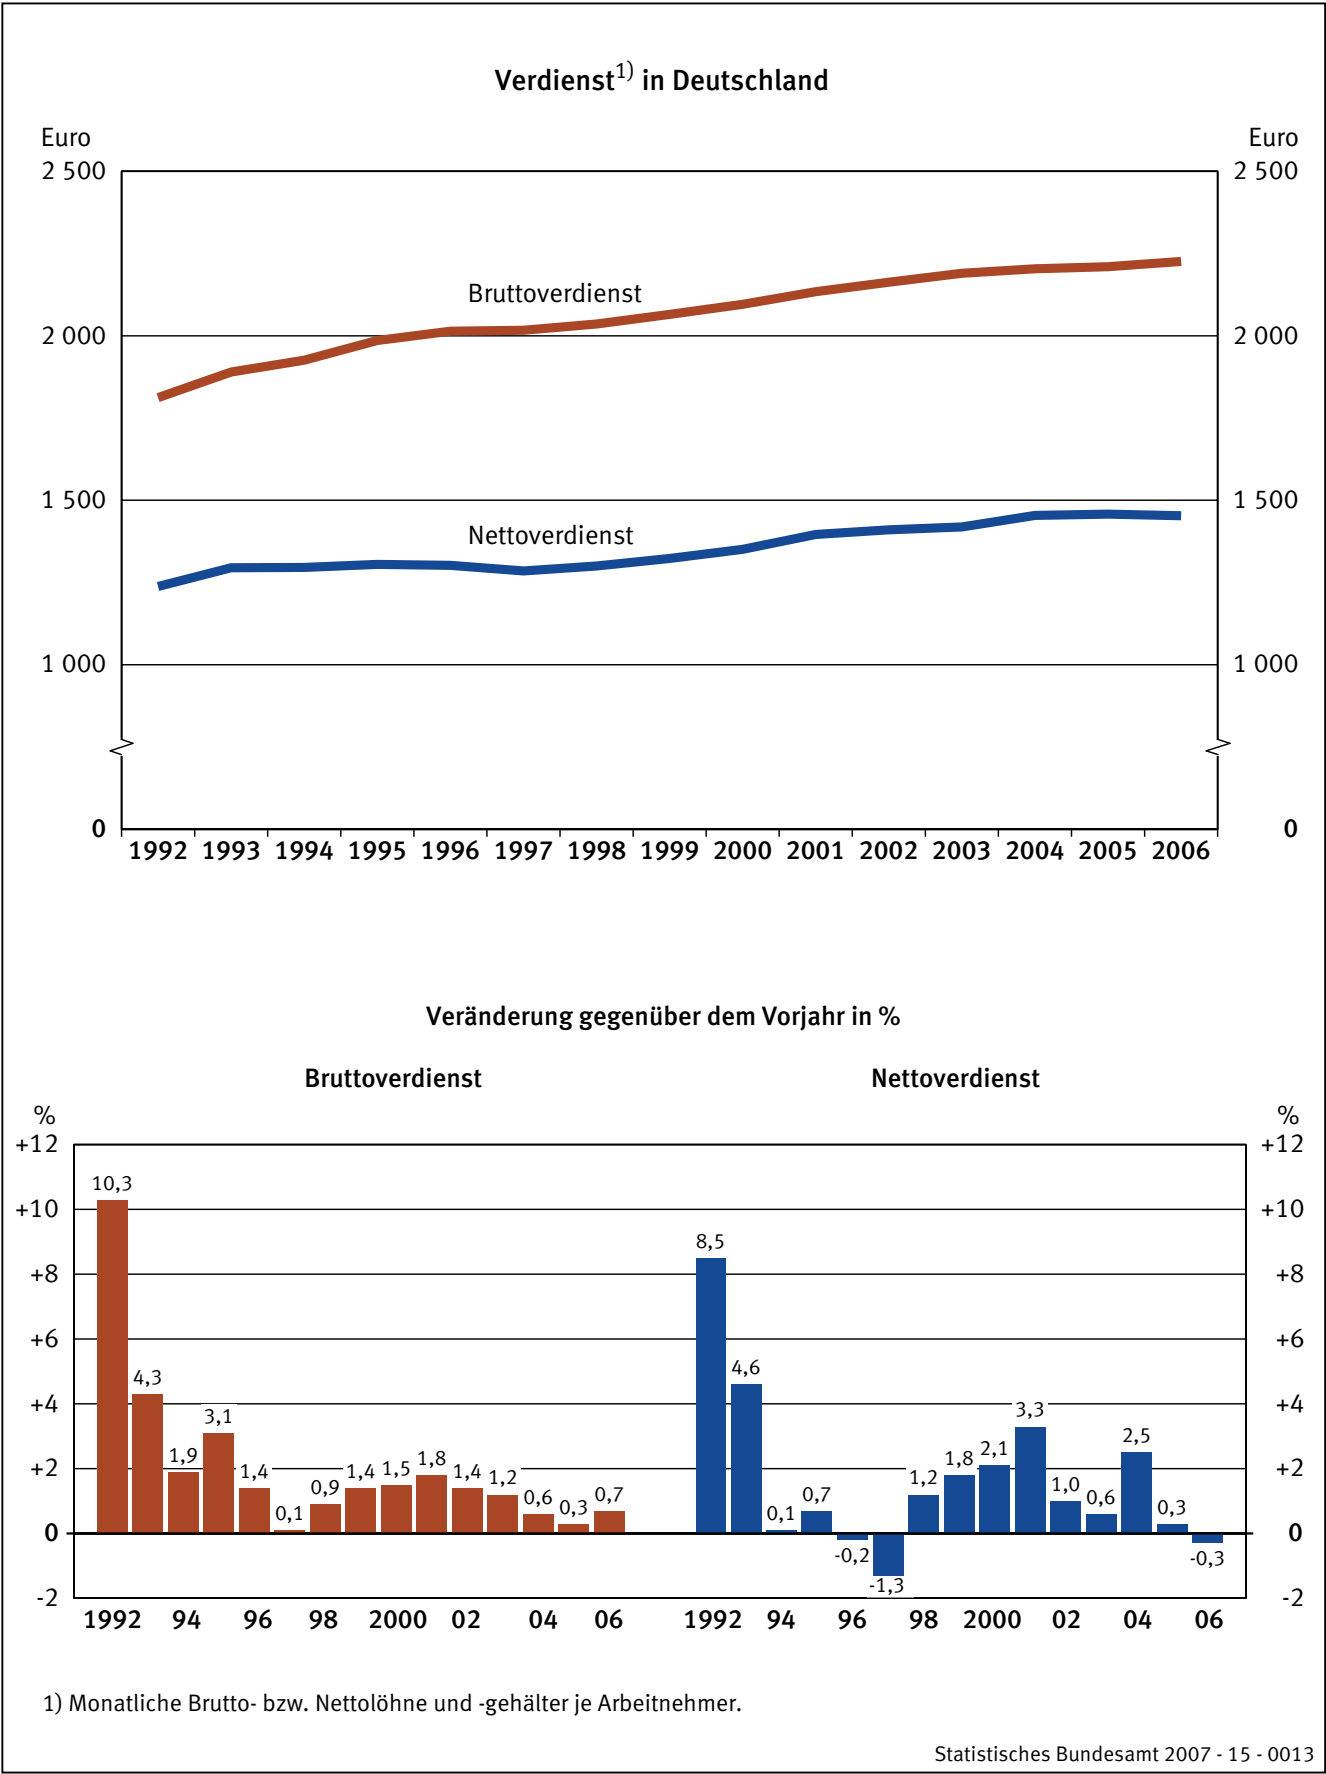 Verdienst1) in Deutschland
Euro Euro
2 500 2 500
Bruttoverdienst
2 000 2 000
1 500 1 500
Nettoverdienst
1 000 1 000
0 0
1992 1993 1994 1995 1996 1997 1998 1999 2000 2001 2002 2003 2004 2005 2006
Veränderung gegenüber dem Vorjahr in %
Bruttoverdienst Nettoverdienst
% %
+12 +12
10,3
+10 +10
8,5
+8 +8
+6 +6
4,3 4,6
+4 +4
3,1 3,3
1,9 1,4 0,1 0,9 1,4 1,5 1,8 1,4 1,2 0,6 0,3 0,7
0,1 0,7 1,2 1,8 2,1 1,0 0,6 2,5 0,3
+2 +2
0 0
-0,2 -1,3 -0,3
-2 -2
1992 94 96 98 2000 02 04 06 1992 94 96 98 2000 02 04 06
1) Monatliche Brutto- bzw. Nettolöhne und -gehälter je Arbeitnehmer.
Statistisches Bundesamt 2007 - 15 - 0013